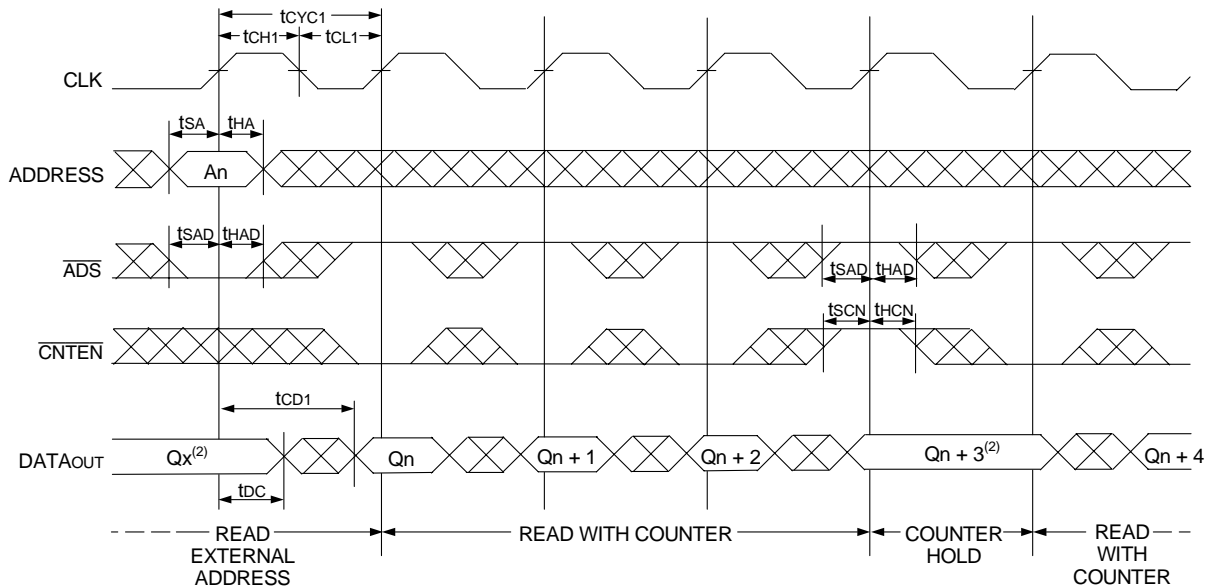 tCYC1
tCH1 tCL1
CLK
tSA tHA
ADDRESS An
tSAD tHAD
ADS
tSAD tHAD
tSCN tHCN
CNTEN
tCD1
DATAOUT Qx(2) Qn Qn + 1 Qn + 2 Qn + 3(2) Qn + 4
tDC
READ EXTERNAL ADDRESS
READ WITH COUNTER
COUNTER HOLD
READ WITH COUNTER